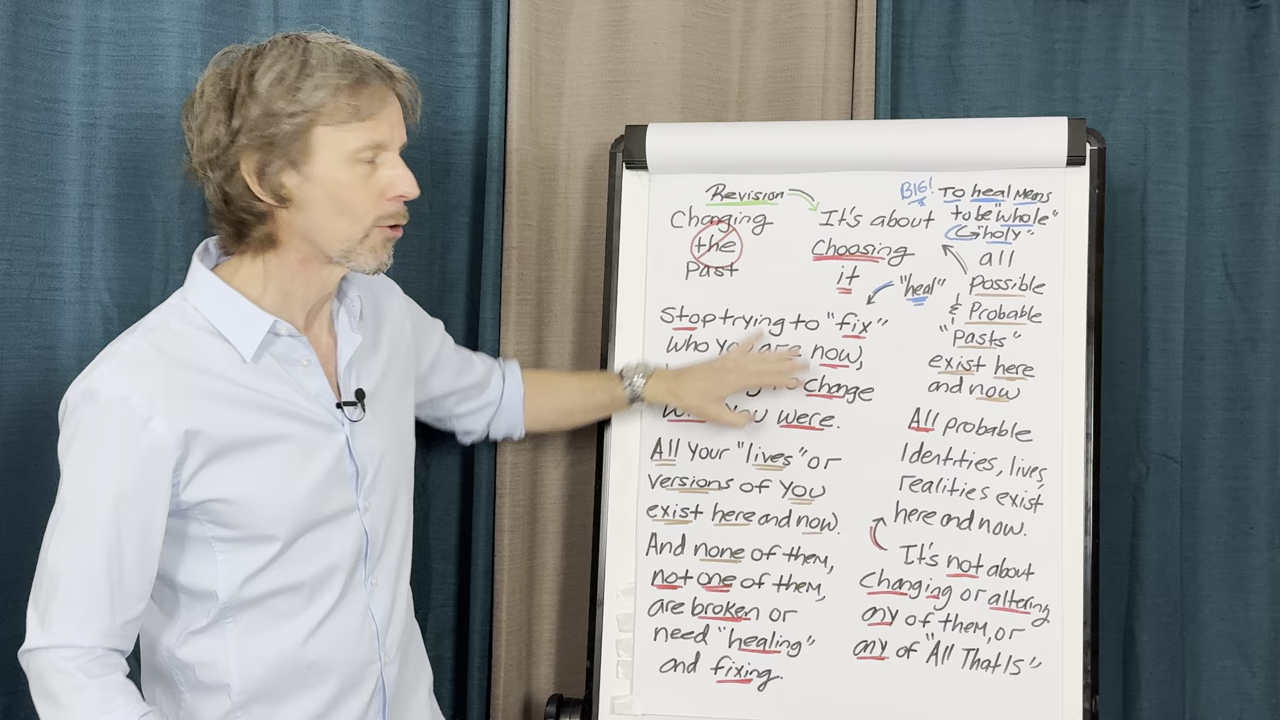 Revision
Changing
the
past
It's about
choosing
it
BIG! To heal means
to be "whole"
"holy"
all
possible
& Probable
"pasts"
exist here
and now
"heal"
Stop trying to "fix"
who you are now,
change
you were.
All your "lives" or
versions of you
exist here and now.
And none of them,
not one of them,
are broken or
need "healing"
and fixing.
All probable
Identities, lives,
realities exist
here and now.
It's not about
changing or altering
any of them, or
any of "All That Is"